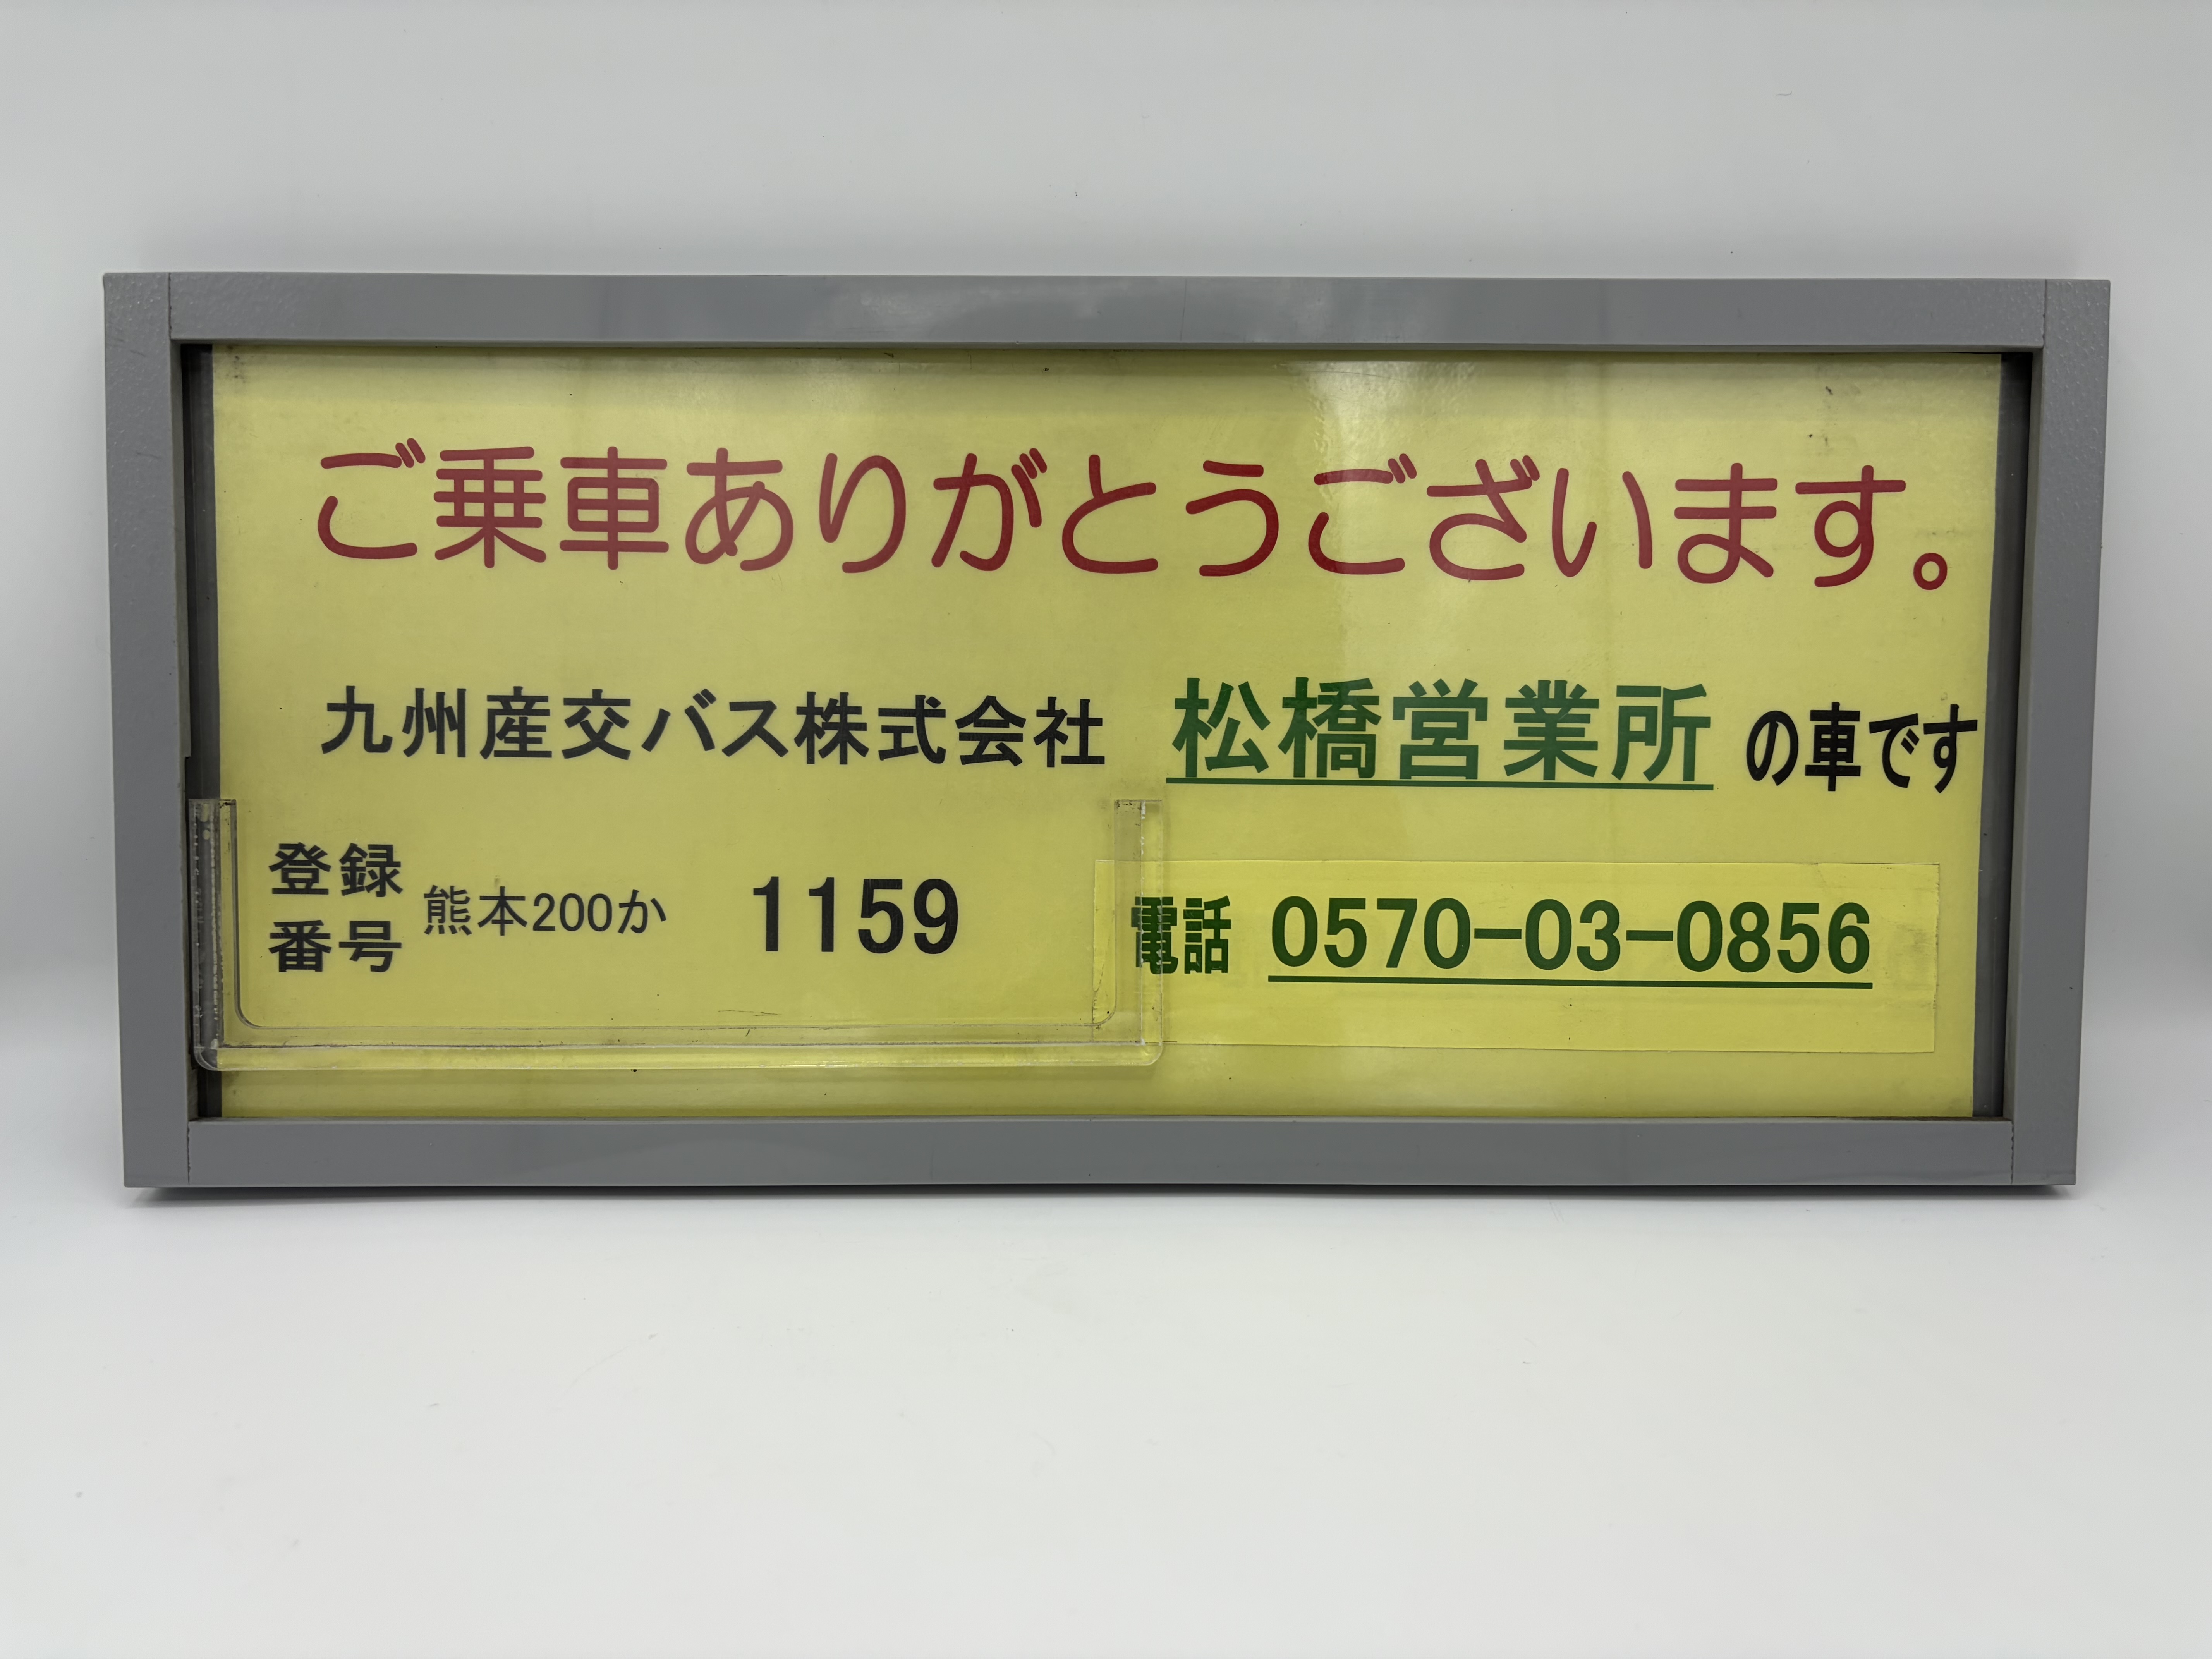 ご乗車ありがとうございます。
九州産交バス株式会社 松橋営業所 の車です
登録番号 熊本200か 1159 電話 0570-03-0856